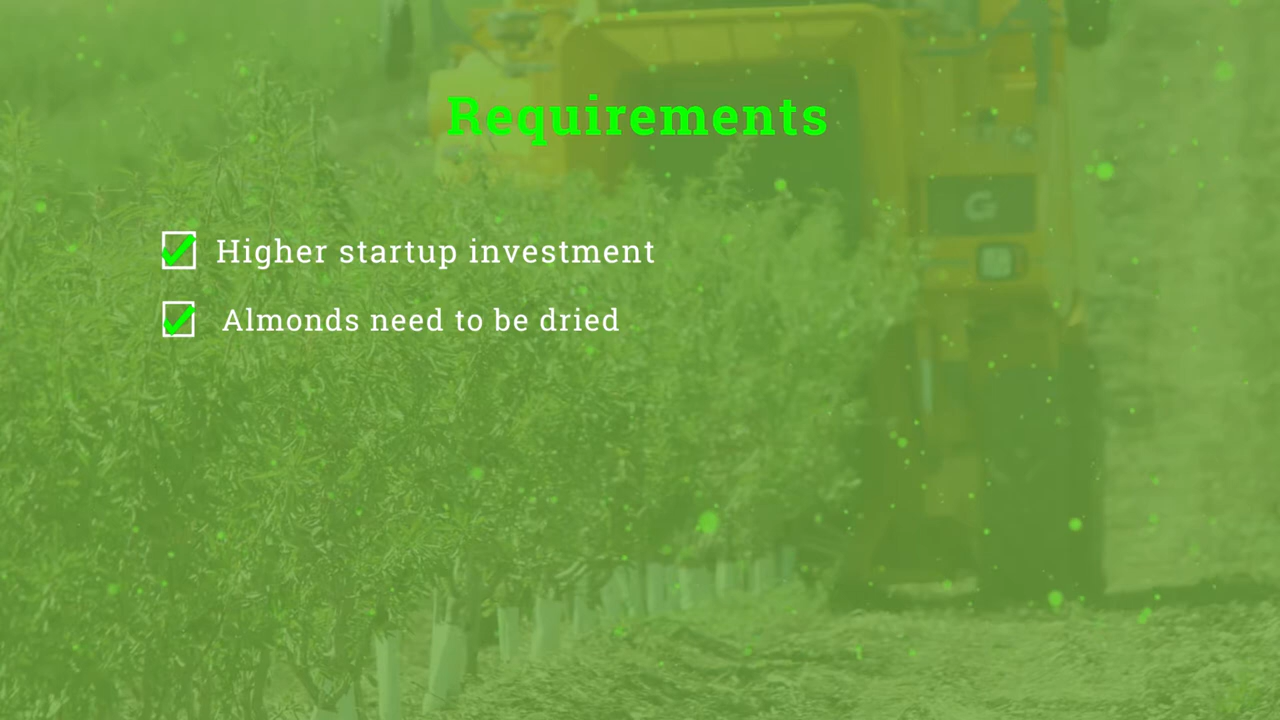 Requirements
Higher startup investment
Almonds need to be dried
G